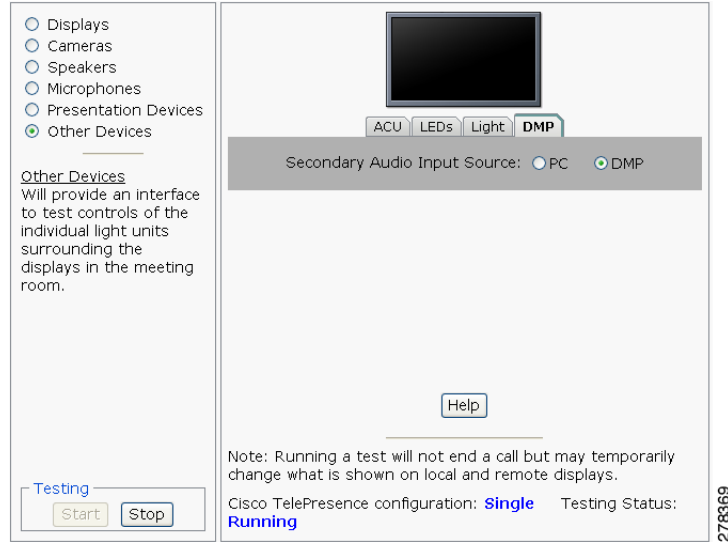 Displays
Cameras
Speakers
Microphones
Presentation Devices
Other Devices
Other Devices
Will provide an interface
to test controls of the
individual light units
surrounding the
displays in the meeting
room.
Testing
Start Stop
ACU LEDs Light DMP
Secondary Audio Input Source: PC DMP
Help
Note: Running a test will not end a call but may temporarily
change what is shown on local and remote displays.
Cisco TelePresence configuration: Single Testing Status:
Running
278369